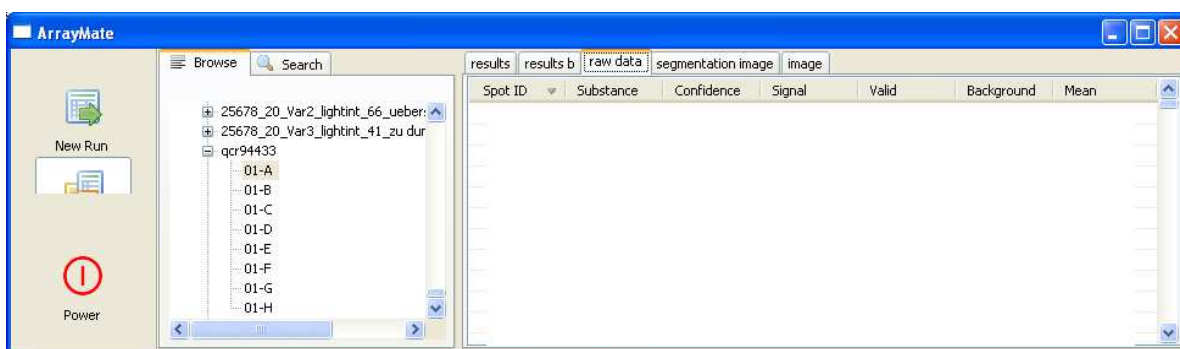 ArrayMate
Browse Search
results results b raw data segmentation image image
Spot ID Substance Confidence Signal Valid Background Mean
New Run
Power
25678_20_Var2_lightint_66_uebers
25678_20_Var3_lightint_41_zu dur
qcr94433
01-A
01-B
01-C
01-D
01-E
01-F
01-G
01-H